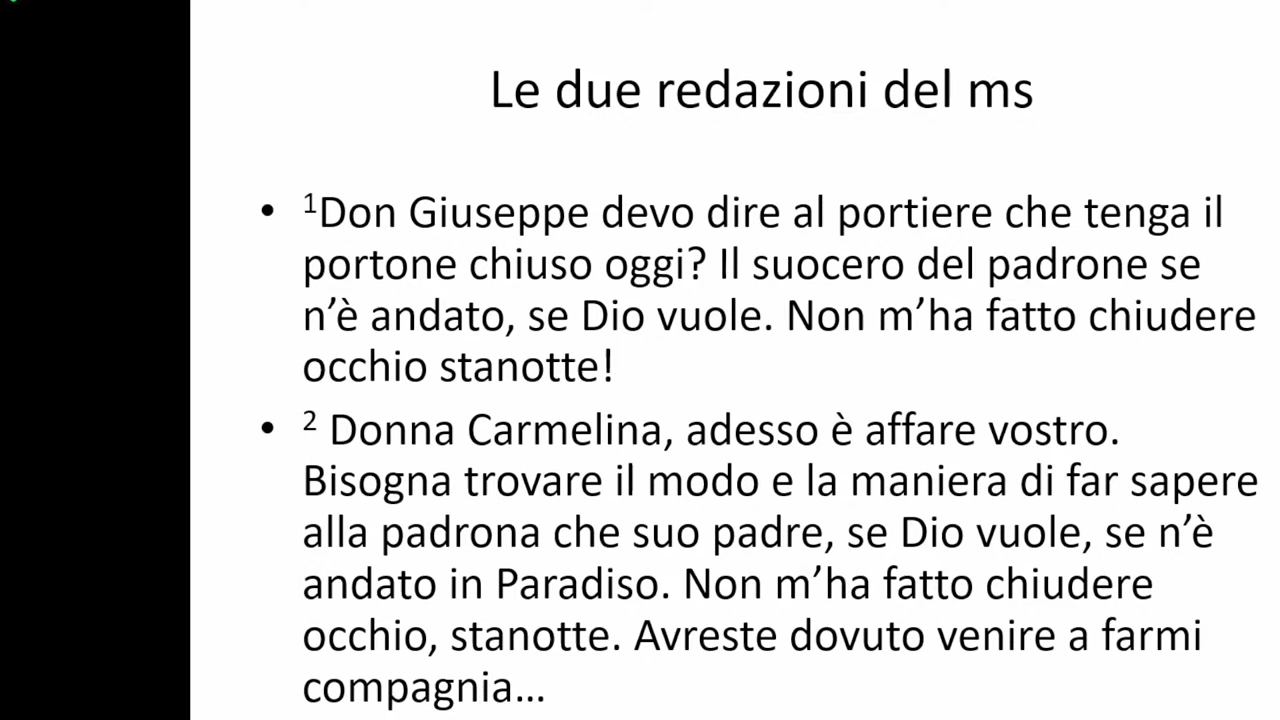 Le due redazioni del ms
• ¹Don Giuseppe devo dire al portiere che tenga il
portone chiuso oggi? Il suocero del padrone se
n’è andato, se Dio vuole. Non m’ha fatto chiudere
occhio stanotte!
• ² Donna Carmelina, adesso è affare vostro.
Bisogna trovare il modo e la maniera di far sapere
alla padrona che suo padre, se Dio vuole, se n’è
andato in Paradiso. Non m’ha fatto chiudere
occhio, stanotte. Avreste dovuto venire a farmi
compagnia…